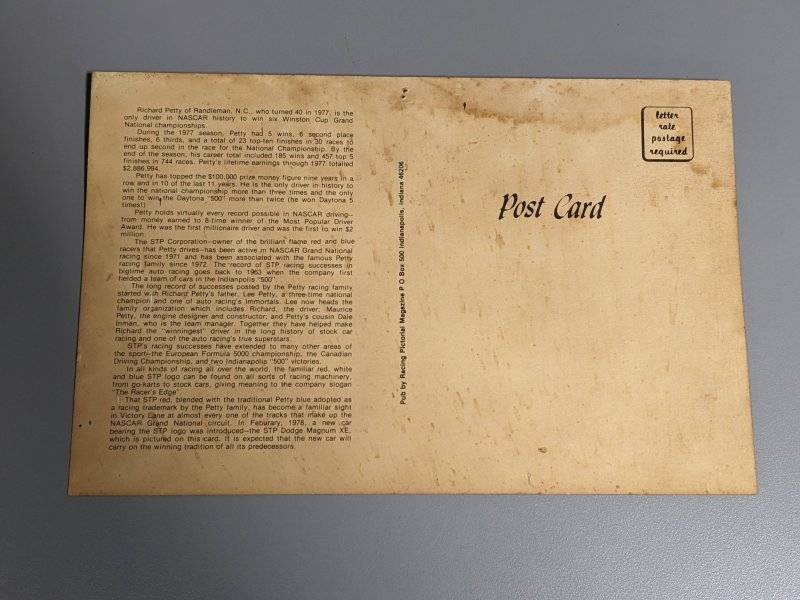 Richard Petty of Randleman, N.C., who turned 40 in 1977, is the
only driver in NASCAR history to win six Winston Cup Grand
National championships.
During the 1977 season, Petty had 5 wins, 6 second place
finishes, 6 thirds, and a total of 23 top-ten finishes in 30 races to
end up second in the race for the National Championship. By the
end of the season, his career total included 185 wins and 457 top 5
finishes in 744 races. Petty's lifetime earnings through 1977 totalled
$2,886,994.
Petty has topped the $100,000 prize money figure nine years in a
row and in 10 of the last 11 years. He is the only driver in history to
win the national championship more than three times and the only
one to win the Daytona "500" more than twice (he won Daytona 5
times!)
Petty holds virtually every record possible in NASCAR driving--
from money earned to 8-time winner of the Most Popular Driver
Award. He was the first millionaire driver and was the first to win $2
million.
The STP Corporation--owner of the brilliant flame red and blue
racers that Petty drives--has been active in NASCAR Grand National
racing since 1971 and has been associated with the famous Petty
racing family since 1972. The record of STP racing successes in
bigtime auto racing goes back to 1963 when the company first
fielded a team of cars in the Indianapolis "500".
The long record of successes posted by the Petty racing family
started with Richard Petty's father, Lee Petty, a three-time national
champion and one of auto racing's immortals. Lee now heads the
family organization which includes Richard, the driver; Maurice
Petty, the engine designer and constructor; and Petty's cousin Dale
Inman, who is the team manager. Together they have helped make
Richard the "winningest" driver in the long history of stock car
racing and one of the auto racing's true superstars.
STP's racing successes have extended to many other areas of
the sport--the European Formula 5000 championship, the Canadian
Driving Championship, and two Indianapolis "500" victories.
In all kinds of racing all over the world, the familiar red, white
and blue STP logo can be found on all sorts of racing machinery,
from go-karts to stock cars, giving meaning to the company slogan
"The Racer's Edge".
That STP red, blended with the traditional Petty blue adopted as
a racing trademark by the Petty family, has become a familiar sight
in Victory Lane at almost every one of the tracks that make up the
NASCAR Grand National circuit. In Feburary, 1978, a new car
bearing the STP logo was introduced--the STP Dodge Magnum XE,
which is pictured on this card. It is expected that the new car will
carry on the winning tradition of all its predecessors.
Pub by Racing Pictorial Magazine P O Box 500 Indianapolis, Indiana 46206
Post Card
letter
rate
postage
required